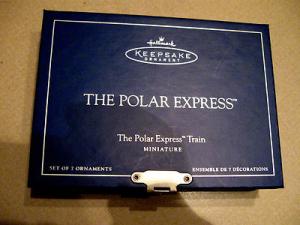 Hallmark
KEEPSAKE
ORNAMENT
THE POLAR EXPRESS™
The Polar Express™ Train
MINIATURE
SET OF 7 ORNAMENTS
ENSEMBLE DE 7 DÉCORATIONS